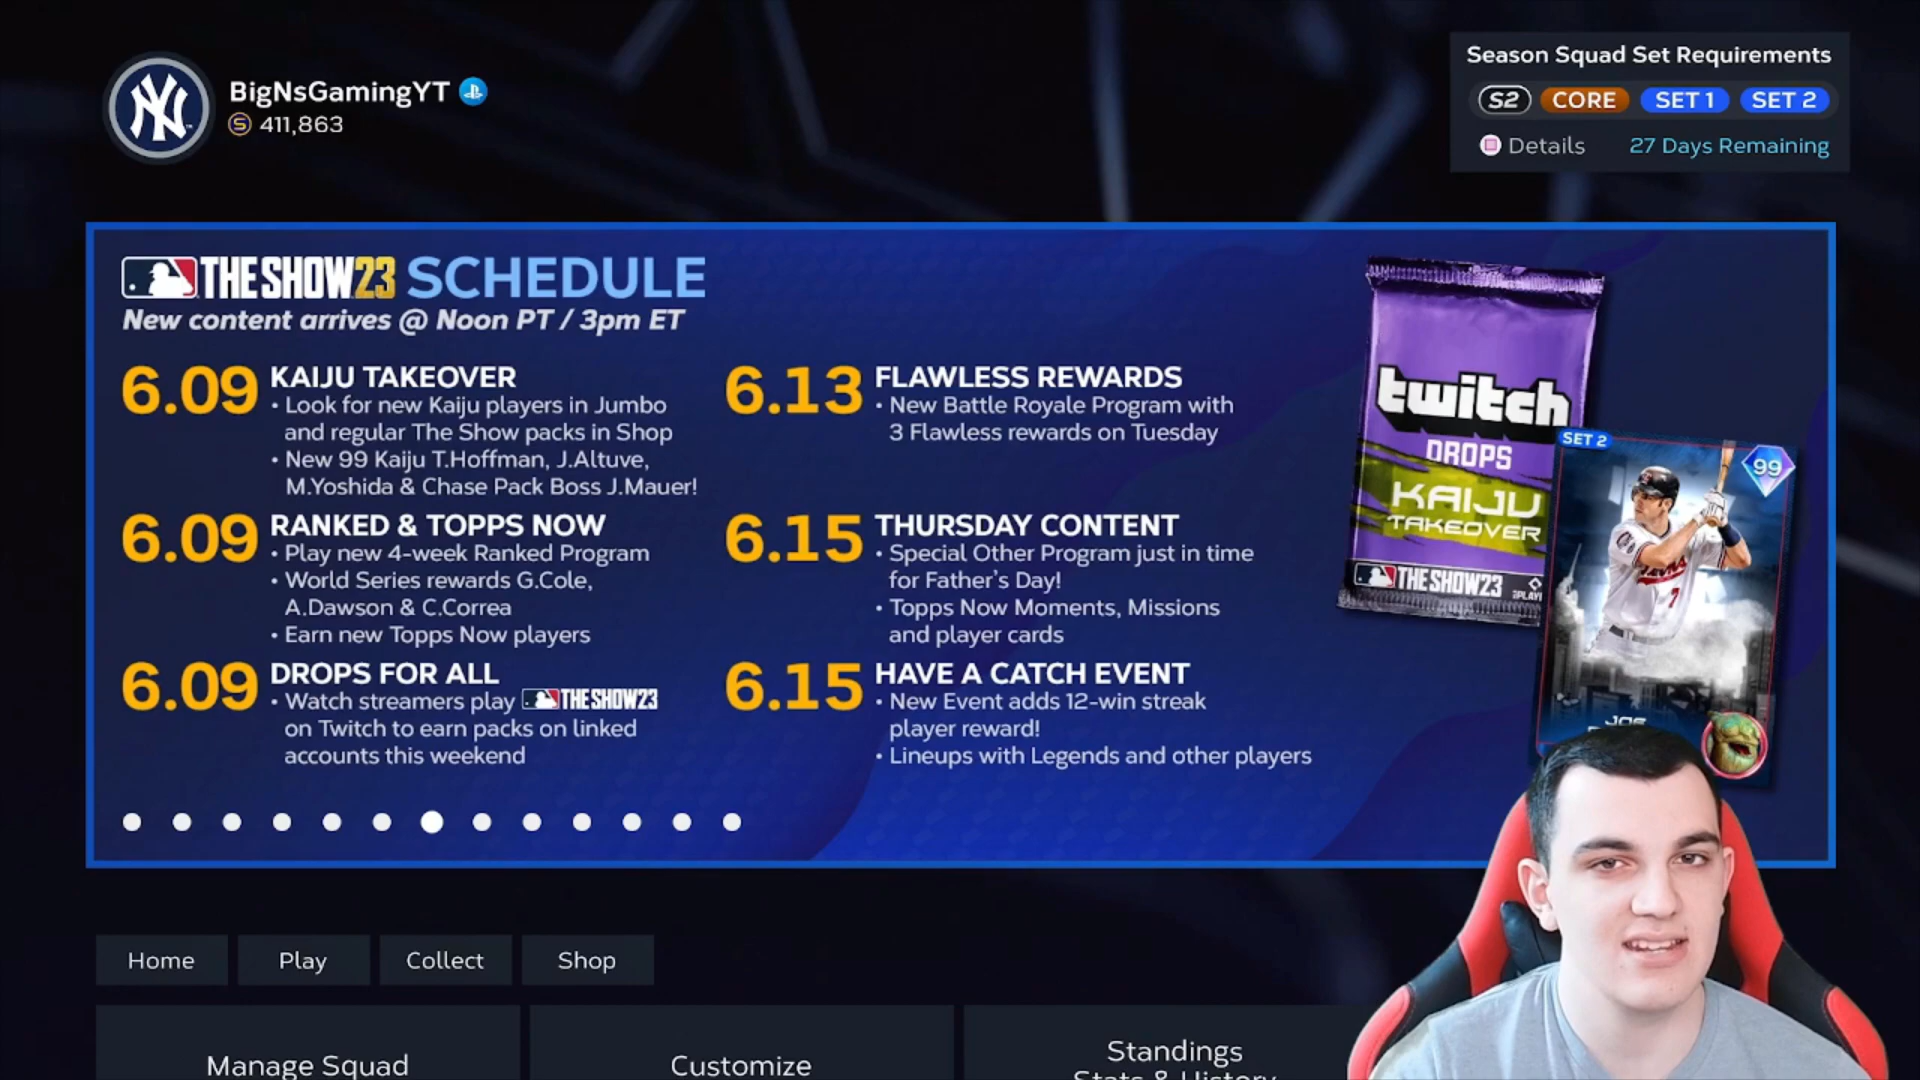 BigNsGamingYT
411,863
Season Squad Set Requirements
S2 CORE SET 1 SET 2
Details 27 Days Remaining
THE SHOW 23 SCHEDULE
New content arrives @ Noon PT / 3pm ET
6.09 KAIJU TAKEOVER
• Look for new Kaiju players in Jumbo
and regular The Show packs in Shop
• New 99 Kaiju T.Hoffman, J.Altuve,
M.Yoshida & Chase Pack Boss J.Mauer!
6.09 RANKED & TOPPS NOW
• Play new 4-week Ranked Program
• World Series rewards G.Cole,
A.Dawson & C.Correa
• Earn new Topps Now players
6.09 DROPS FOR ALL
• Watch streamers play THE SHOW 23
on Twitch to earn packs on linked
accounts this weekend
6.13 FLAWLESS REWARDS
• New Battle Royale Program with
3 Flawless rewards on Tuesday
6.15 THURSDAY CONTENT
• Special Other Program just in time
for Father's Day!
• Topps Now Moments, Missions
and player cards
6.15 HAVE A CATCH EVENT
• New Event adds 12-win streak
player reward!
• Lineups with Legends and other players
twitch
DROPS
KAIJU
TAKEOVER
THE SHOW 23
SET 2
99
7
JOE
Home
Play
Collect
Shop
Manage Squad
Customize
Standings
Stats & History